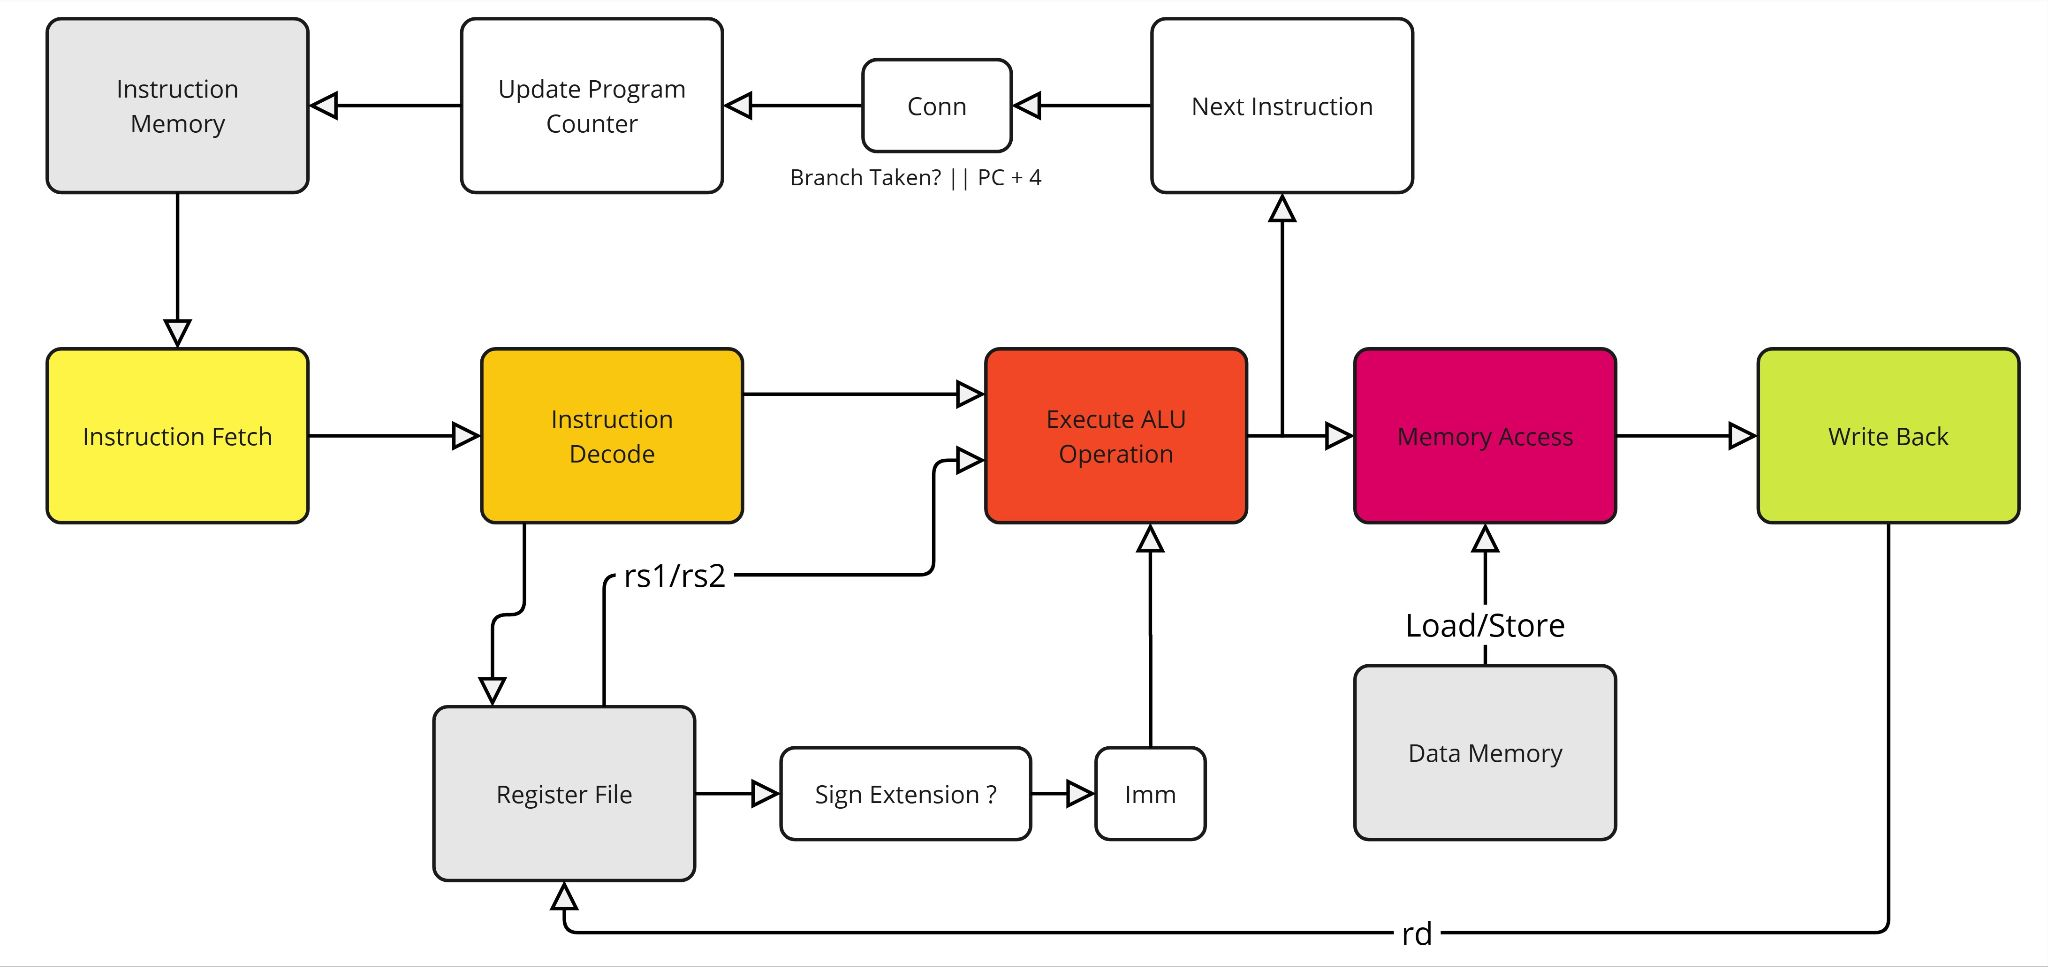 Instruction
Memory
Update Program
Counter
Conn
Next Instruction
Branch Taken? || PC + 4
Instruction Fetch
Instruction
Decode
Execute ALU
Operation
Memory Access
Write Back
rs1/rs2
Load/Store
Register File
Sign Extension ?
Imm
Data Memory
rd